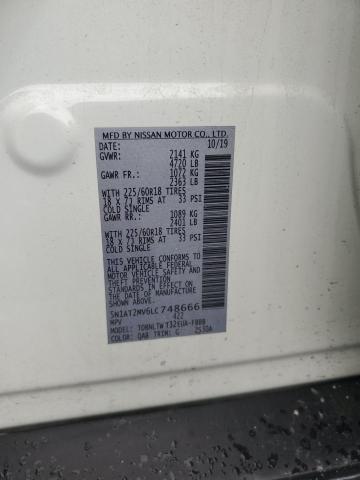 MFD BY NISSAN MOTOR CO., LTD.
DATE: 10/19
GVWR: 2141 KG
4720 LB
GAWR FR.: 1072 KG
2363 LB
WITH 225/60R18 TIRES
18 X 7J RIMS AT 33 PSI
COLD SINGLE
GAWR RR.: 1089 KG
2401 LB
WITH 225/60R18 TIRES
18 X 7J RIMS AT 33 PSI
COLD SINGLE
THIS VEHICLE CONFORMS TO ALL
APPLICABLE FEDERAL MOTOR VEHICLE
SAFETY, BUMPER, AND THEFT
PREVENTION STANDARDS IN EFFECT
ON THE DATE OF MANUFACTURE
SHOWN ABOVE.
5N1AT2MV6LC748666
MPV 422
MODEL:
COLOR: QAB TRIM: G